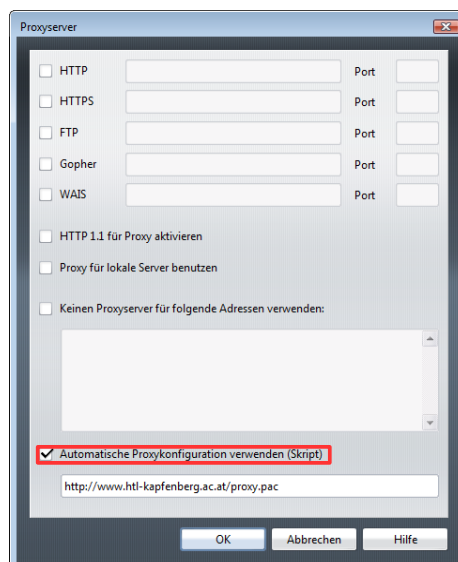 Proxyserver
HTTP Port
HTTPS Port
FTP Port
Gopher Port
WAIS Port
HTTP 1.1 für Proxy aktivieren
Proxy für lokale Server benutzen
Keinen Proxyserver für folgende Adressen verwenden:
Automatische Proxykonfiguration verwenden (Skript)
http://www.htl-kapfenberg.ac.at/proxy.pac
OK Abbrechen Hilfe